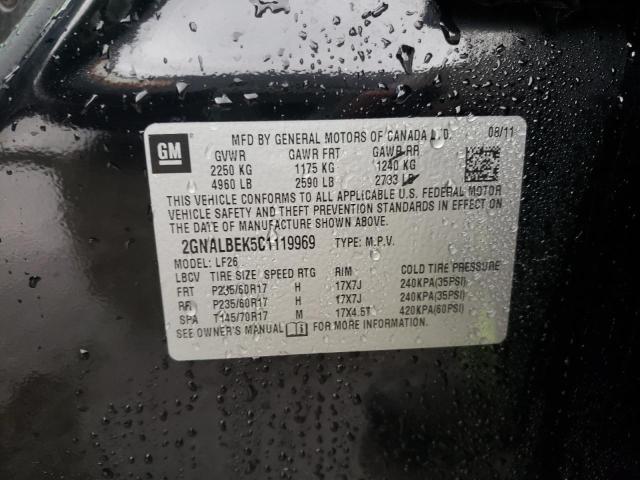 GM
MFD BY GENERAL MOTORS OF CANADA LTD. 08/11
GVWR GAWR FRT GAWR RR
2250 KG 1175 KG 1240 KG
4960 LB 2590 LB 2733 LB
THIS VEHICLE CONFORMS TO ALL APPLICABLE U.S. FEDERAL MOTOR
VEHICLE SAFETY AND THEFT PREVENTION STANDARDS IN EFFECT ON
THE DATE OF MANUFACTURE SHOWN ABOVE.
2GNALBEK5C1119969 TYPE: M.P.V.
MODEL: LF26
LBCV TIRE SIZE SPEED RTG RIM COLD TIRE PRESSURE
FRT P235/60R17 H 17X7J 240KPA(35PSI)
RR P235/60R17 H 17X7J 240KPA(35PSI)
SPA T145/70R17 M 17X4.5T 420KPA(60PSI)
SEE OWNER'S MANUAL FOR MORE INFORMATION.